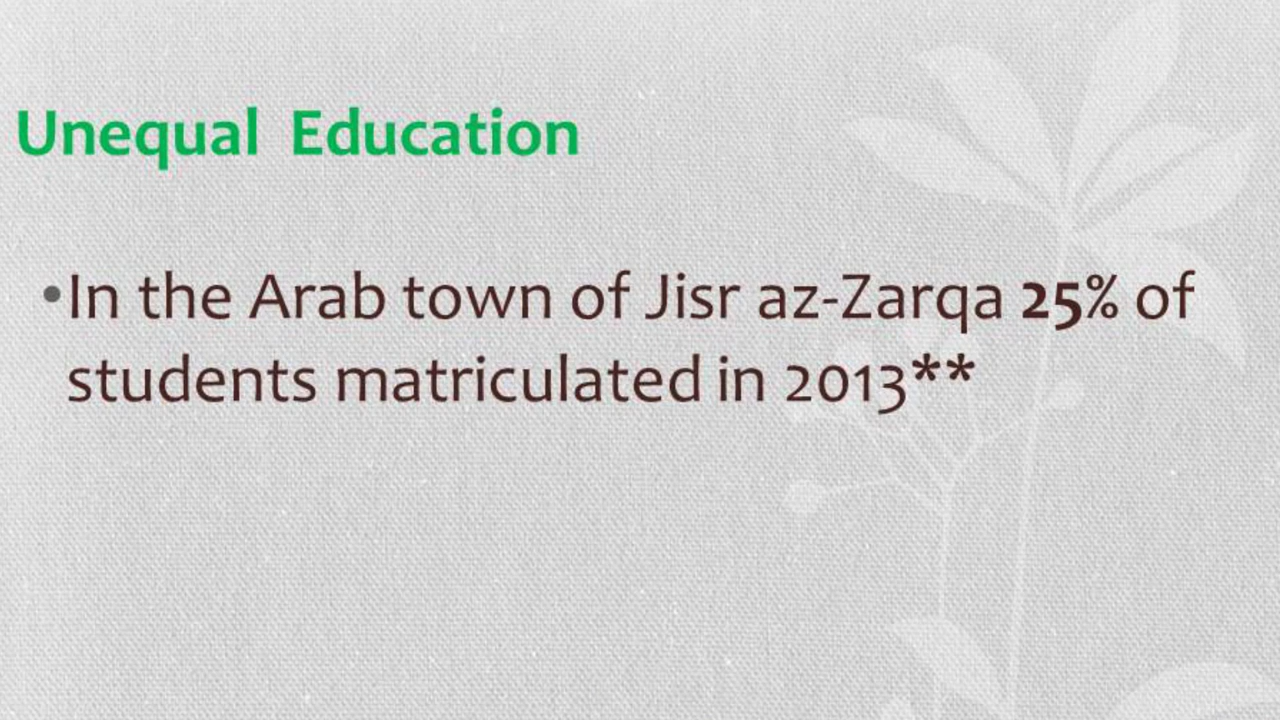 Unequal Education
•In the Arab town of Jisr az-Zarqa 25% of
students matriculated in 2013**